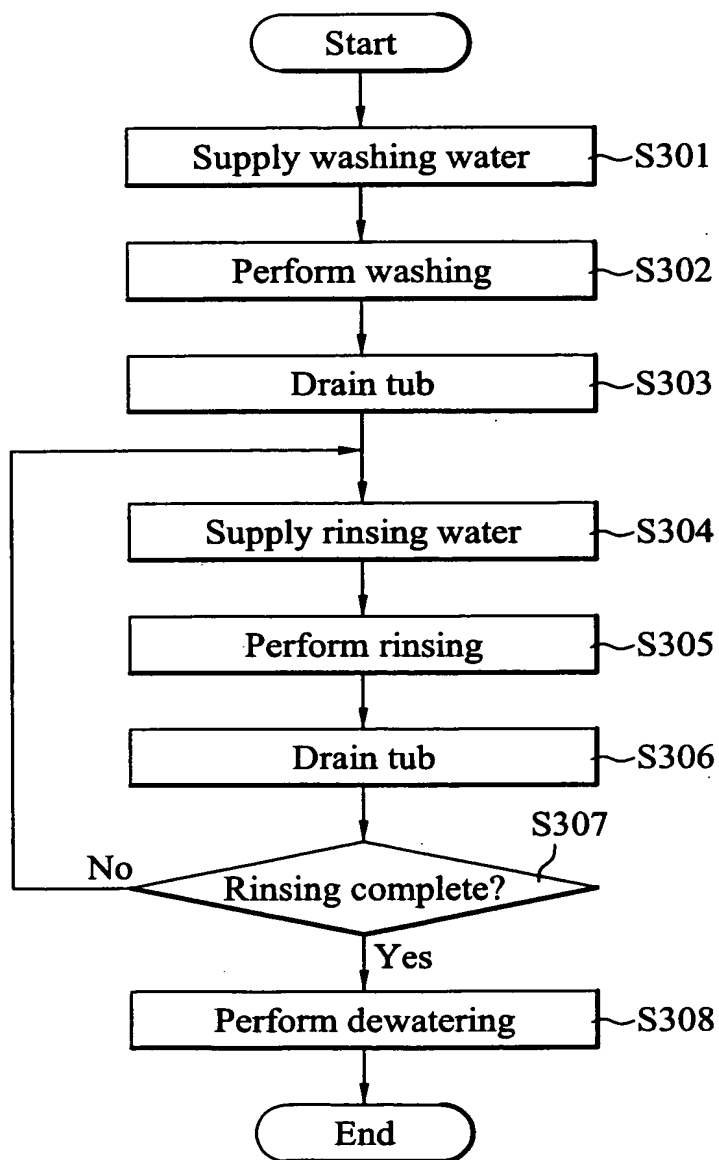 Start
Supply washing water
S301
Perform washing
S302
Drain tub
S303
Supply rinsing water
S304
Perform rinsing
S305
Drain tub
S306
S307
No
Rinsing complete?
Yes
Perform dewatering
S308
End